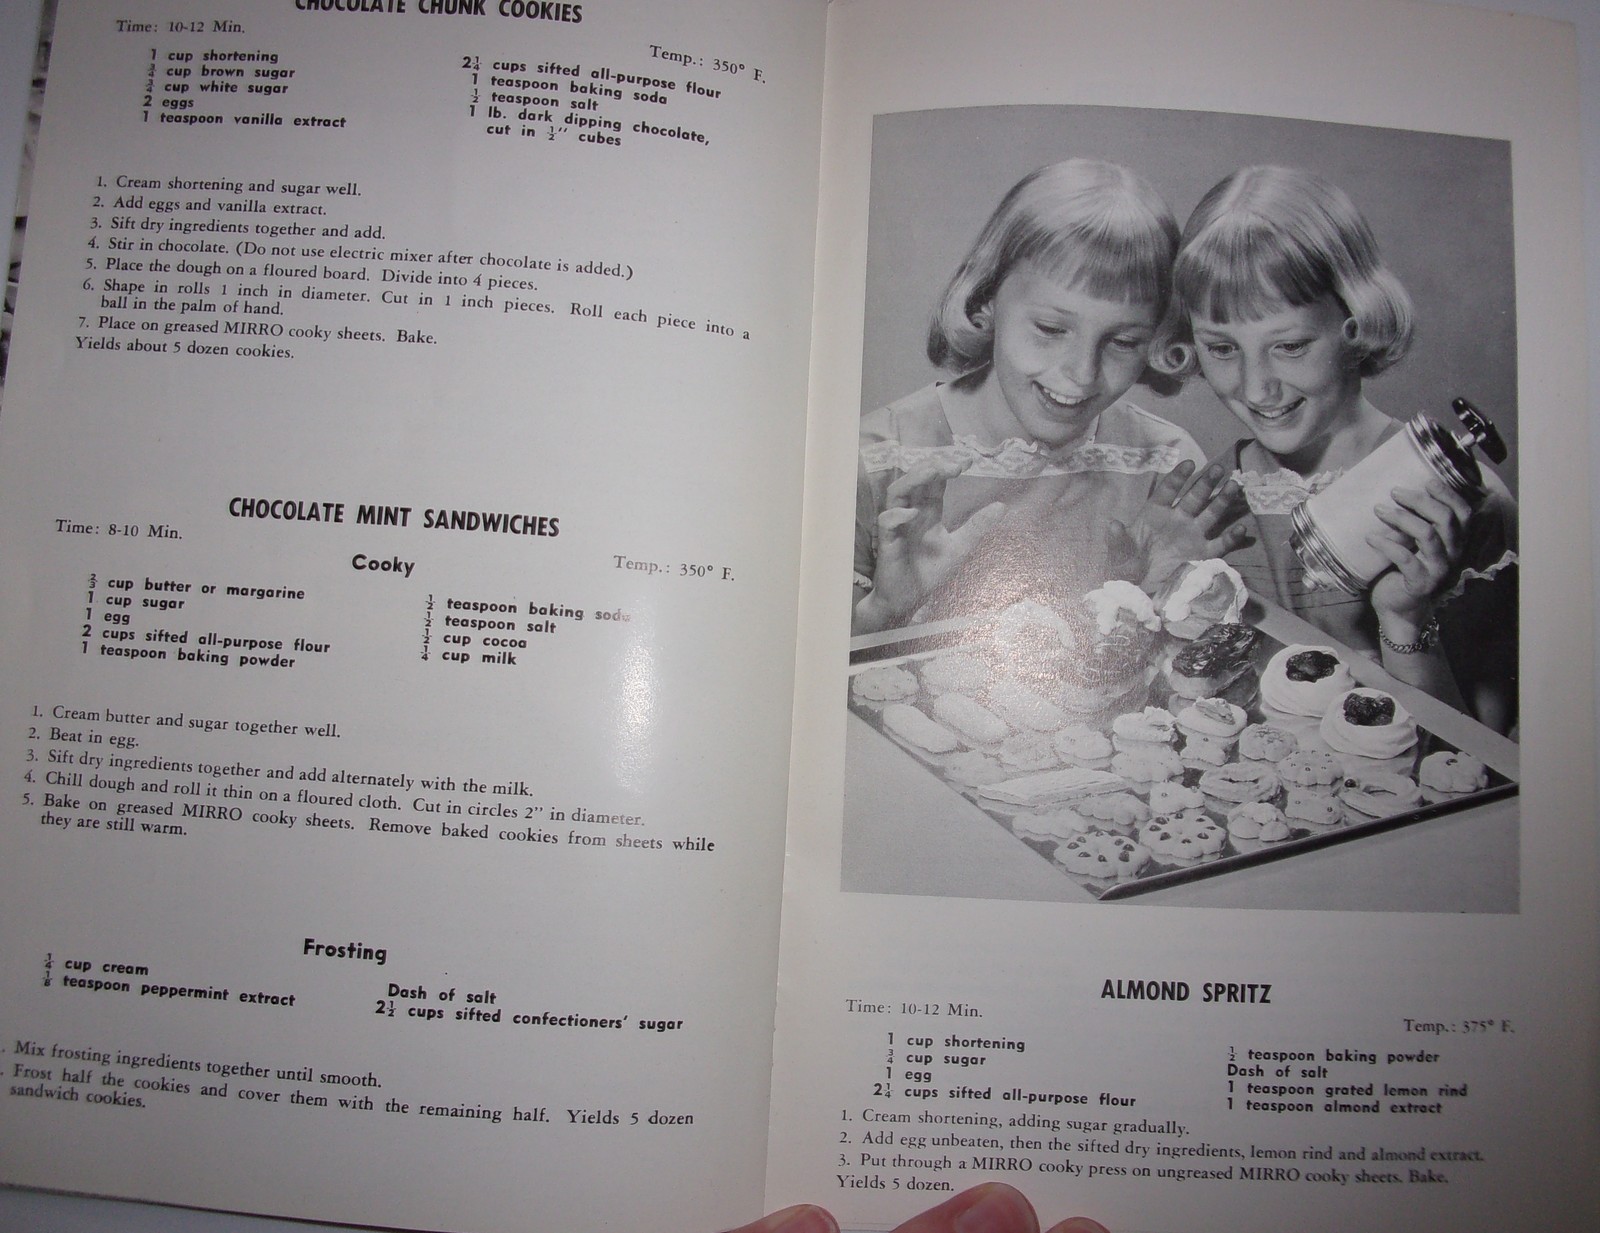 CHOCOLATE CHUNK COOKIES
Time: 10-12 Min.
Temp.: 350° F.
1 cup shortening
¾ cup brown sugar
¾ cup white sugar
2 eggs
1 teaspoon vanilla extract
2¼ cups sifted all-purpose flour
1 teaspoon baking soda
½ teaspoon salt
1 lb. dark dipping chocolate,
cut in ½" cubes
1. Cream shortening and sugar well.
2. Add eggs and vanilla extract.
3. Sift dry ingredients together and add.
4. Stir in chocolate. (Do not use electric mixer after chocolate is added.)
5. Place the dough on a floured board. Divide into 4 pieces.
6. Shape in rolls 1 inch in diameter. Cut in 1 inch pieces. Roll each piece into a
ball in the palm of hand.
7. Place on greased MIRRO cooky sheets. Bake.
Yields about 5 dozen cookies.
CHOCOLATE MINT SANDWICHES
Time: 8-10 Min.
Temp.: 350° F.
Cooky
⅔ cup butter or margarine
1 cup sugar
1 egg
2 cups sifted all-purpose flour
1 teaspoon baking powder
½ teaspoon baking soda
½ teaspoon salt
½ cup cocoa
¼ cup milk
1. Cream butter and sugar together well.
2. Beat in egg.
3. Sift dry ingredients together and add alternately with the milk.
4. Chill dough and roll it thin on a floured cloth. Cut in circles 2" in diameter.
5. Bake on greased MIRRO cooky sheets. Remove baked cookies from sheets while
they are still warm.
Frosting
¼ cup cream
⅛ teaspoon peppermint extract
Dash of salt
2½ cups sifted confectioners' sugar
. Mix frosting ingredients together until smooth.
. Frost half the cookies and cover them with the remaining half. Yields 5 dozen
sandwich cookies.
ALMOND SPRITZ
Time: 10-12 Min.
Temp.: 375° F.
1 cup shortening
¾ cup sugar
1 egg
2¼ cups sifted all-purpose flour
½ teaspoon baking powder
Dash of salt
1 teaspoon grated lemon rind
1 teaspoon almond extract
1. Cream shortening, adding sugar gradually.
2. Add egg unbeaten, then the sifted dry ingredients, lemon rind and almond extract.
3. Put through a MIRRO cooky press on ungreased MIRRO cooky sheets. Bake.
Yields 5 dozen.